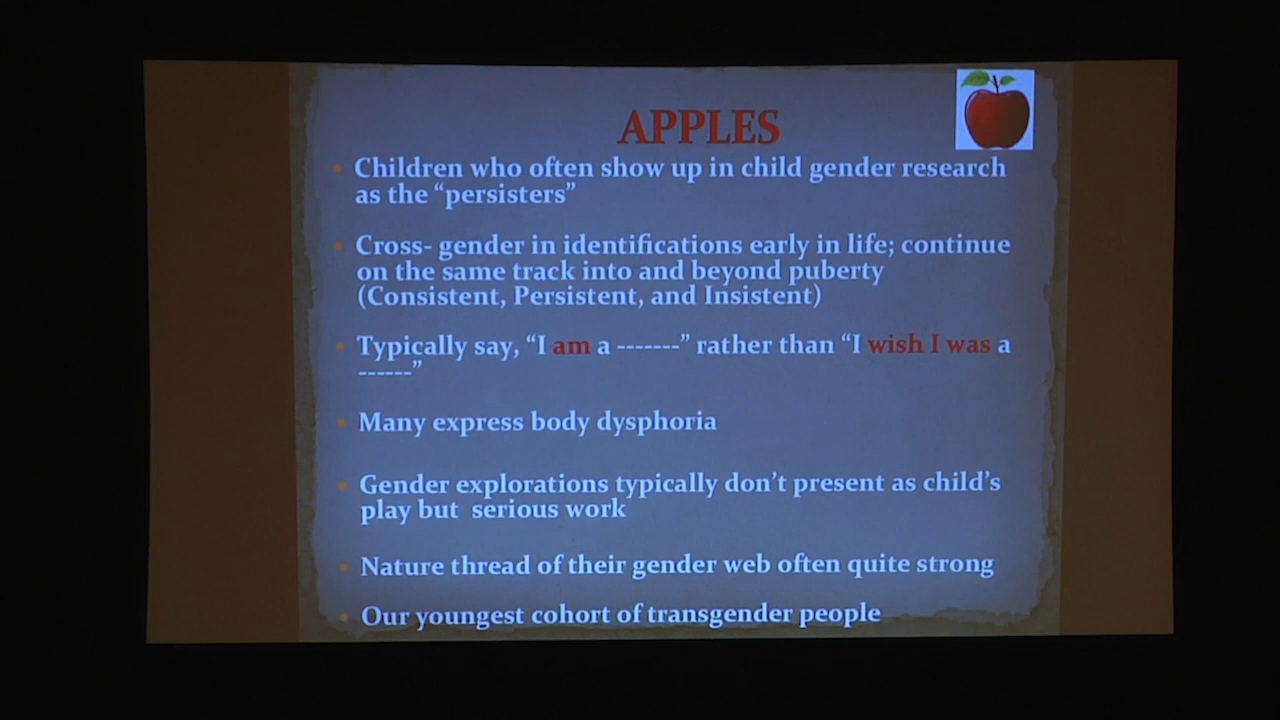 APPLES
Children who often show up in child gender research
as the “persisters”
Cross- gender in identifications early in life; continue
on the same track into and beyond puberty
(Consistent, Persistent, and Insistent)
Typically say, “I am a -------” rather than “I wish I was a
------”
Many express body dysphoria
Gender explorations typically don’t present as child’s
play but serious work
Nature thread of their gender web often quite strong
Our youngest cohort of transgender people